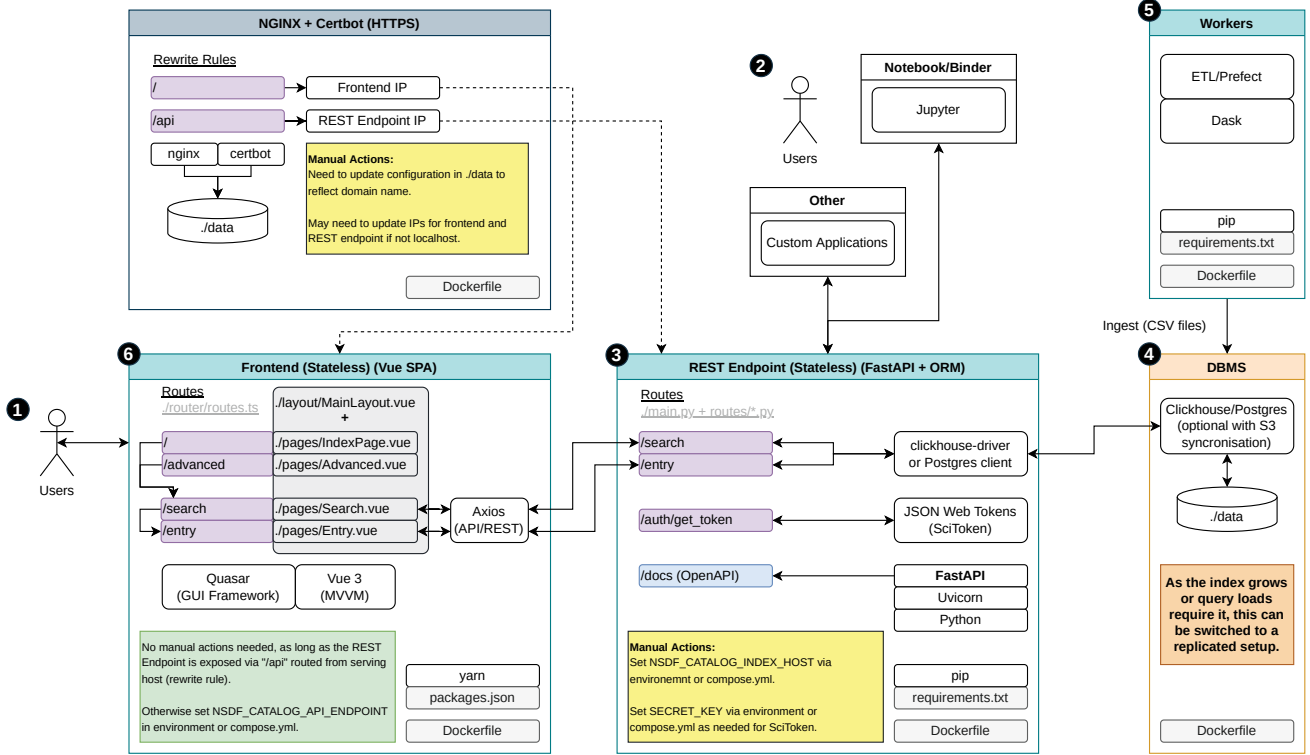 NGINX + Certbot (HTTPS)
Rewrite Rules
/
Frontend IP
/api
REST Endpoint IP
nginx
certbot
./data
Manual Actions:
Need to update configuration in ./data to
reflect domain name.
May need to update IPs for frontend and
REST endpoint if not localhost.
Dockerfile
2
Users
Notebook/Binder
Jupyter
Other
Custom Applications
5
Workers
ETL/Prefect
Dask
pip
requirements.txt
Dockerfile
Ingest (CSV files)
1
Users
6
Frontend (Stateless) (Vue SPA)
Routes
./router/routes.ts
./layout/MainLayout.vue
+
/
./pages/IndexPage.vue
/advanced
./pages/Advanced.vue
/search
./pages/Search.vue
/entry
./pages/Entry.vue
Axios
(API/REST)
Quasar
(GUI Framework)
Vue 3
(MVVM)
No manual actions needed, as long as the REST
Endpoint is exposed via "/api" routed from serving
host (rewrite rule).
Otherwise set NSDF_CATALOG_API_ENDPOINT
in environment or compose.yml.
yarn
packages.json
Dockerfile
3
REST Endpoint (Stateless) (FastAPI + ORM)
Routes
./main.py + routes/*.py
/search
/entry
clickhouse-driver
or Postgres client
/auth/get_token
JSON Web Tokens
(SciToken)
/docs (OpenAPI)
FastAPI
Uvicorn
Python
Manual Actions:
Set NSDF_CATALOG_INDEX_HOST via
environemnt or compose.yml.
Set SECRET_KEY via environment or
compose.yml as needed for SciToken.
pip
requirements.txt
Dockerfile
4
DBMS
Clickhouse/Postgres
(optional with S3
syncronisation)
./data
As the index grows
or query loads
require it, this can
be switched to a
replicated setup.
Dockerfile